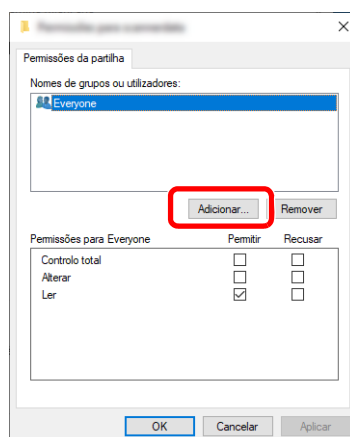 Permissões da partilha
Nomes de grupos ou utilizadores:
Everyone
Adicionar... Remover
Permissões para Everyone Permitir Recusar
Controlo total
Alterar
Ler
OK Cancelar Aplicar